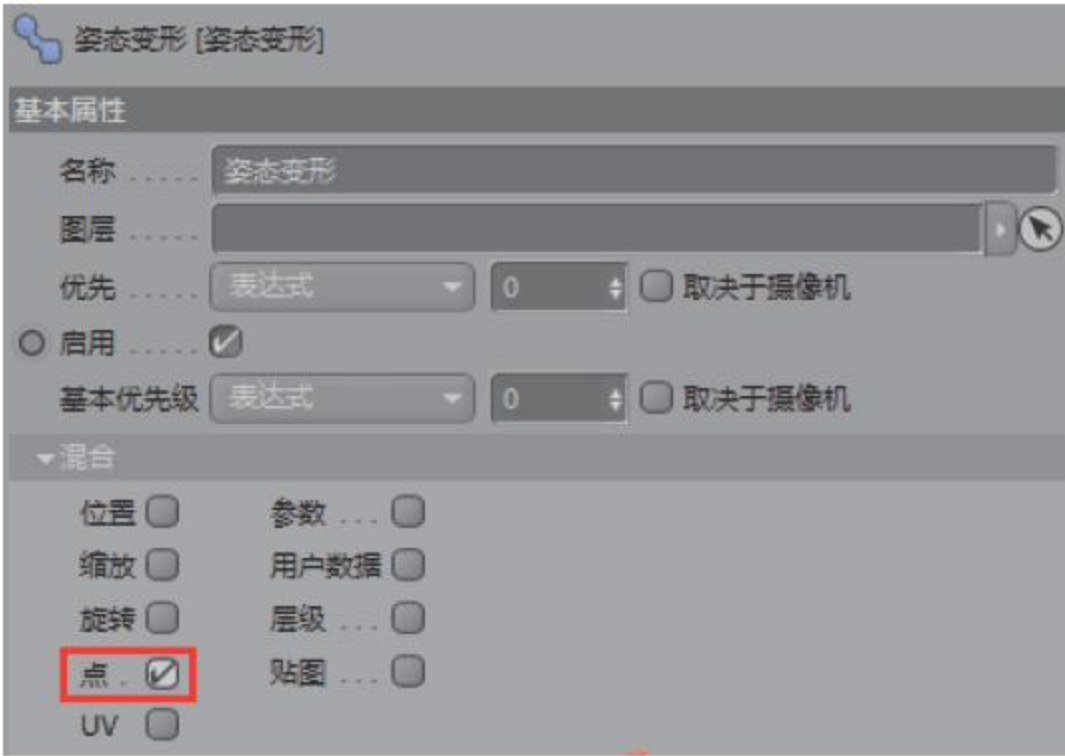 姿态变形 [姿态变形]
基本属性
名称 ..... 姿态变形
图层 .....
优先 ..... 表达式 0 取决于摄像机
启用 .....
基本优先级 表达式 0 取决于摄像机
混合
位置 参数 ...
缩放 用户数据
旋转 层级 ...
点 . 贴图 ...
UV